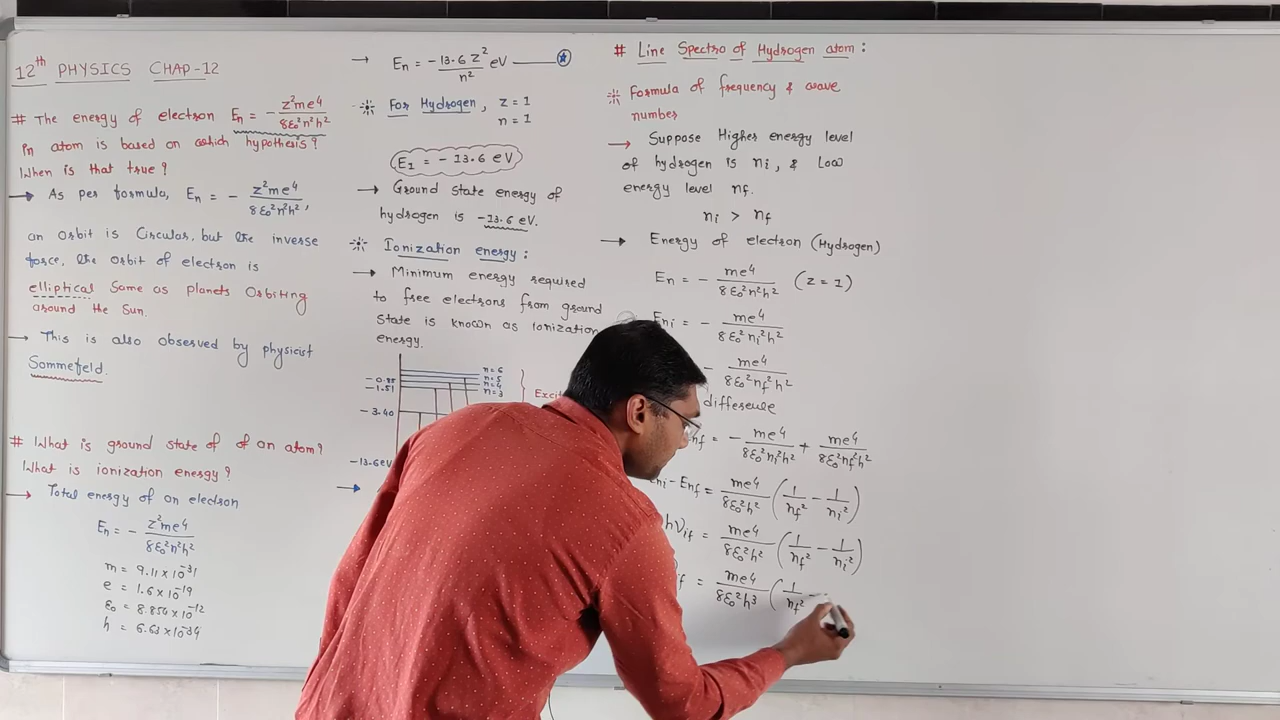 12th PHYSICS CHAP-12
# The energy of electron En = - z²me⁴/8ε₀²n²h²
in atom is based on which hypothesis?
When is that true?
→ As per formula, En = - z²me⁴/8ε₀²n²h²,
an orbit is Circular, but the inverse
force, the orbit of electron is
elliptical Same as planets Orbiting
around the Sun.
→ This is also observed by physicist
Sommefeld.
# What is ground state of of an atom?
What is ionization energy?
→ Total energy of on electron
En = - z²me⁴/8ε₀²n²h²
m = 9.11 × 10⁻³¹
e = 1.6 × 10⁻¹⁹
ε₀ = 8.856 × 10⁻¹²
h = 6.63 × 10⁻³⁴
→ En = -13.6 z²/n² eV
For Hydrogen, z = 1
n = 1
E₁ = - 13.6 eV
→ Ground State energy of
hydrogen is -13.6 eV.
Ionization energy:
→ Minimum energy required
to free electrons from ground
State is known as ionization
energy.
n=6
n=5
n=4
n=3
-0.85
-1.51
-3.40
-13.6eV
→
# Line Spectro of Hydrogen atom:
Formula of frequency & wave
number
→ Suppose Higher energy level
of hydrogen is ni, & Low
energy level nf.
ni > nf
→ Energy of electron (Hydrogen)
En = - me⁴/8ε₀²n²h² (z = 1)
Eni = - me⁴/8ε₀²ni²h²
- me⁴/8ε₀²nf²h²
differeule
nf = - me⁴/8ε₀²ni²h² + me⁴/8ε₀²nf²h²
Eni - Enf = me⁴/8ε₀²h² (1/nf² - 1/ni²)
hνif = me⁴/8ε₀²h² (1/nf² - 1/ni²)
if = me⁴/8ε₀²h³ (1/nf² -